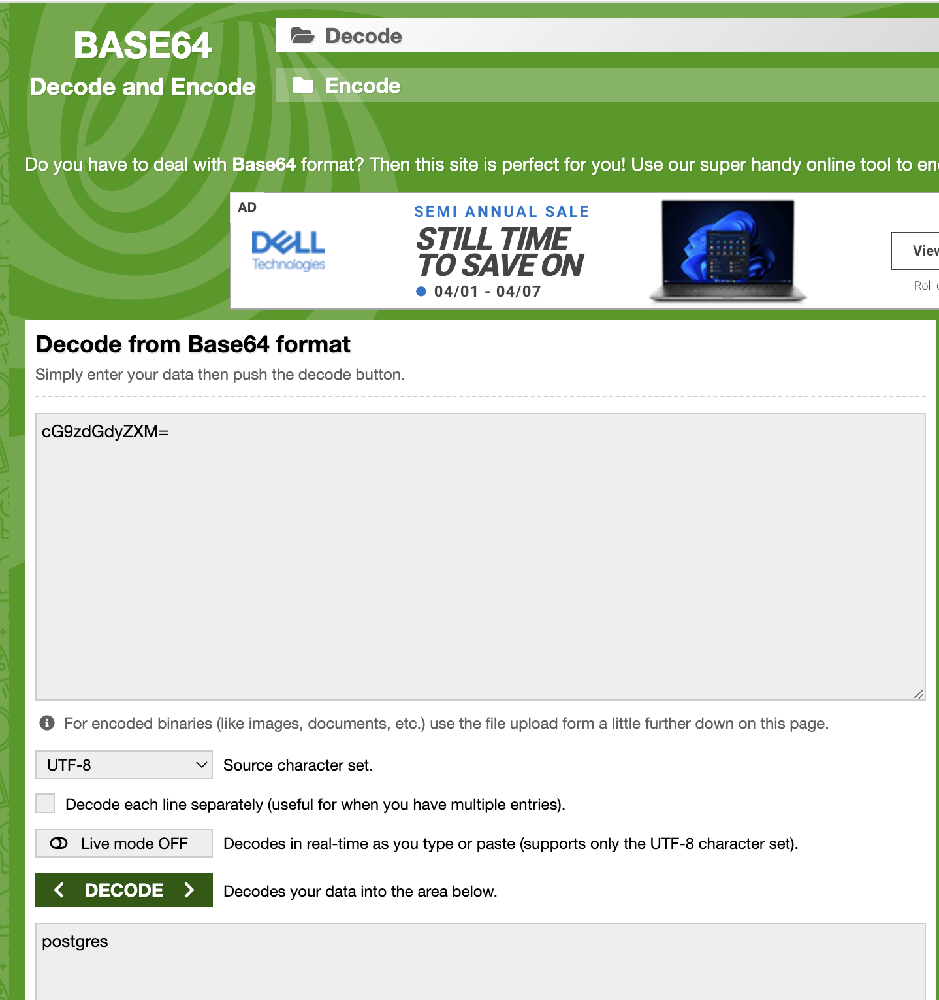 BASE64
Decode and Encode
Decode
Encode
Do you have to deal with Base64 format? Then this site is perfect for you! Use our super handy online tool to
AD
DELL
Technologies
SEMI ANNUAL SALE
STILL TIME
TO SAVE ON
04/01 - 04/07
Decode from Base64 format
Simply enter your data then push the decode button.
cG9zdGdyZXM=
For encoded binaries (like images, documents, etc.) use the file upload form a little further down on this page.
UTF-8
Source character set.
Decode each line separately (useful for when you have multiple entries).
Live mode OFF
Decodes in real-time as you type or paste (supports only the UTF-8 character set).
< DECODE >
Decodes your data into the area below.
postgres